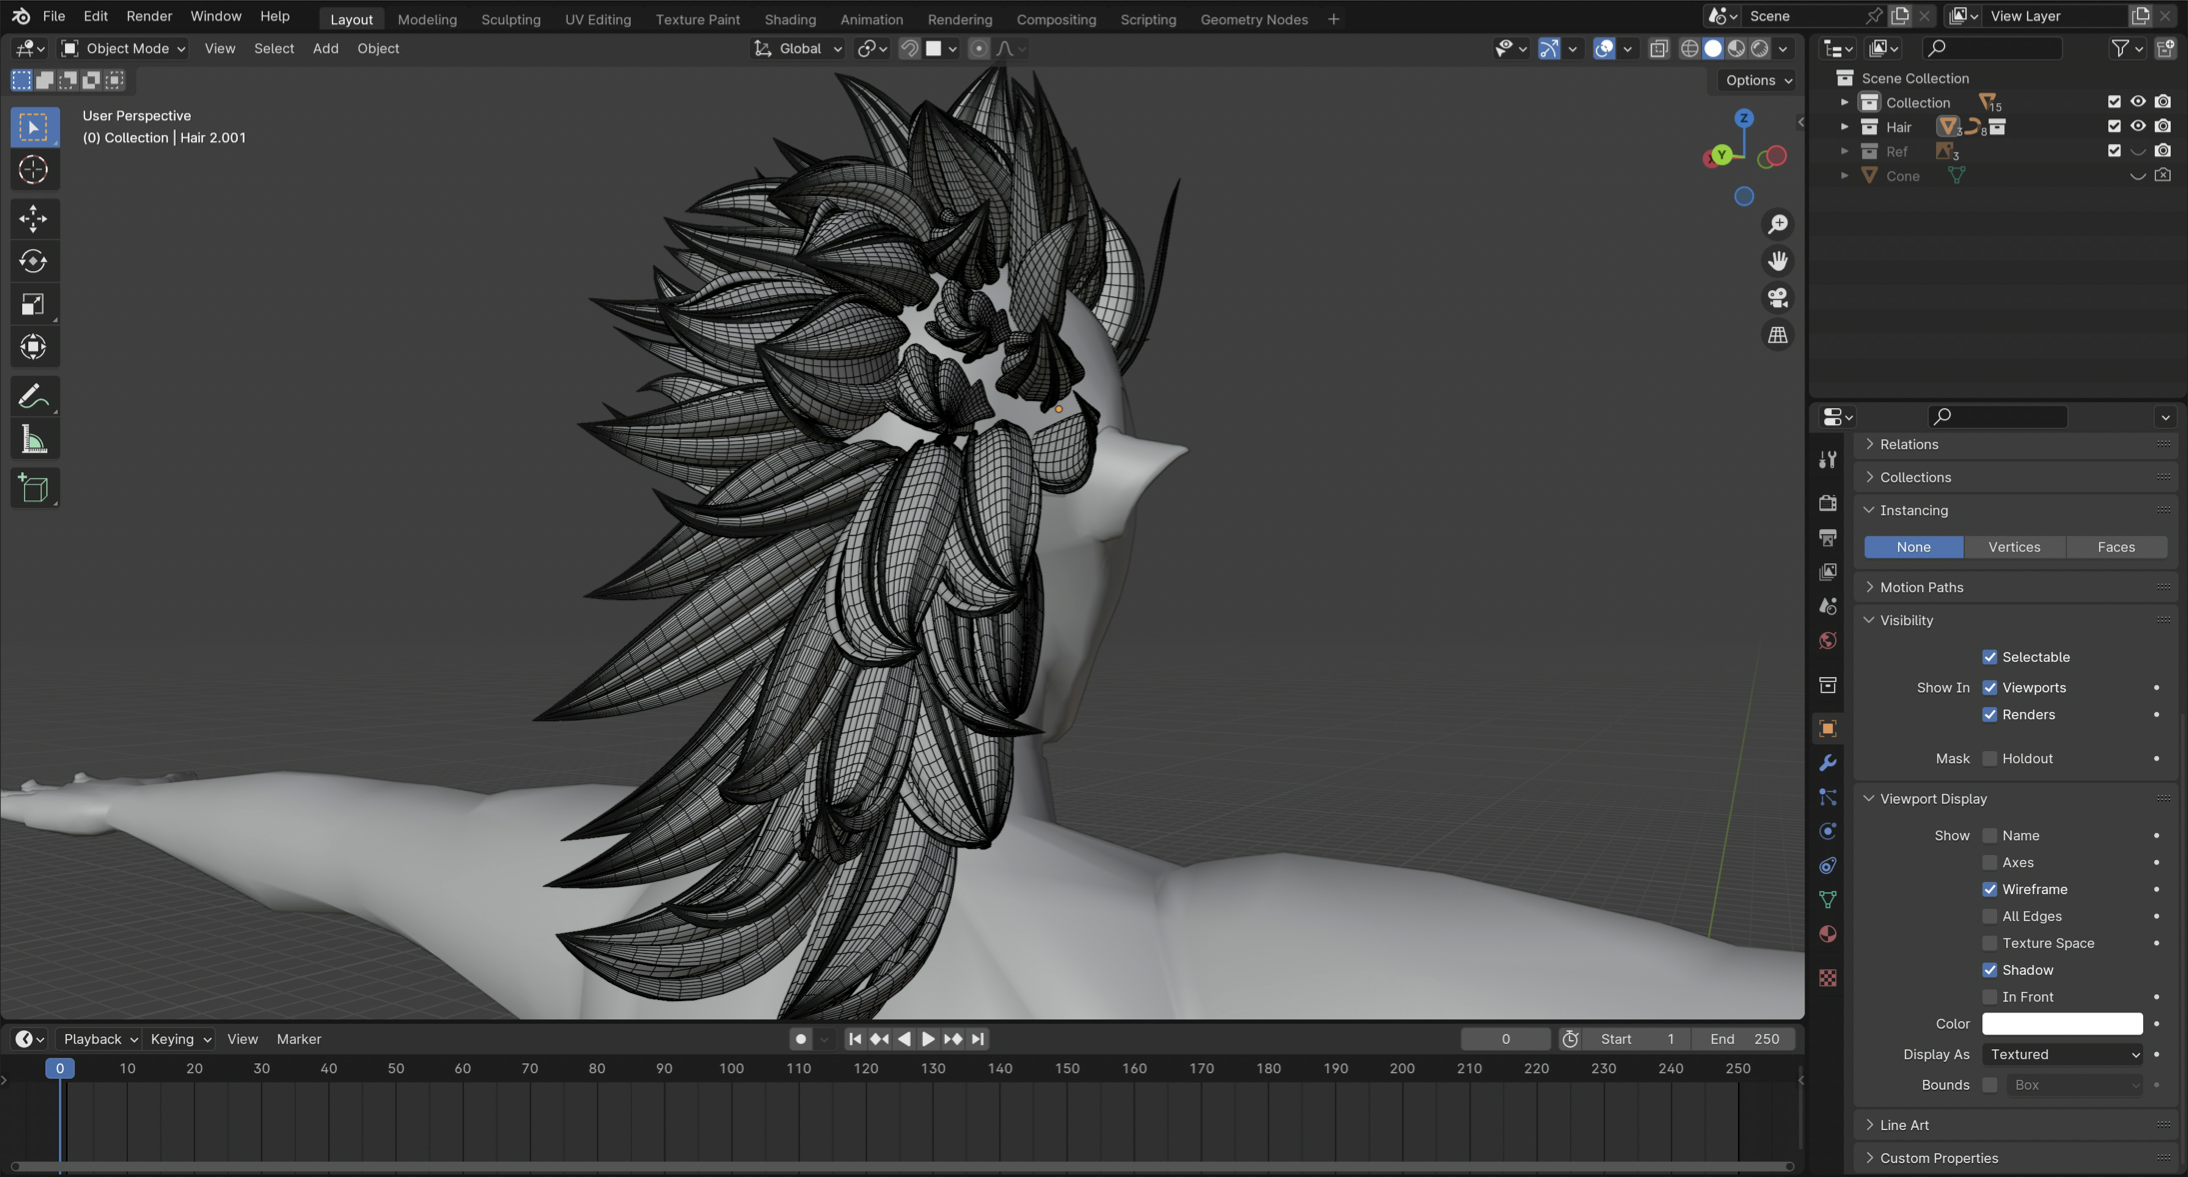 File Edit Render Window Help Layout Modeling Sculpting UV Editing Texture Paint Shading Animation Rendering Compositing Scripting Geometry Nodes + Scene View Layer
Object Mode View Select Add Object Global
Options
User Perspective
(0) Collection | Hair 2.001
Z
Y
Scene Collection
Collection 15
Hair 3 8
Ref 3
Cone
Relations
Collections
Instancing
None Vertices Faces
Motion Paths
Visibility
Selectable
Show In Viewports
Renders
Mask Holdout
Viewport Display
Show Name
Axes
Wireframe
All Edges
Texture Space
Shadow
In Front
Color
Display As Textured
Bounds Box
Line Art
Custom Properties
Playback Keying View Marker 0 Start 1 End 250
0 10 20 30 40 50 60 70 80 90 100 110 120 130 140 150 160 170 180 190 200 210 220 230 240 250